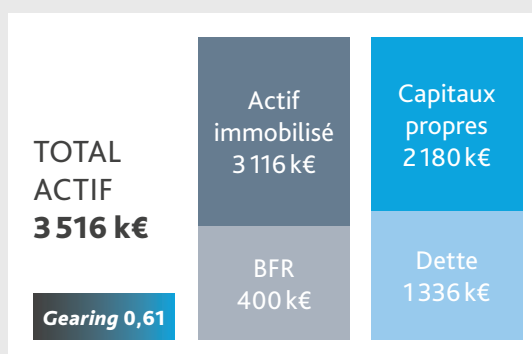 TOTAL
ACTIF
3 516 k€
Gearing 0,61
Actif
immobilisé
3 116 k€
BFR
400 k€
Capitaux
propres
2 180 k€
Dette
1 336 k€